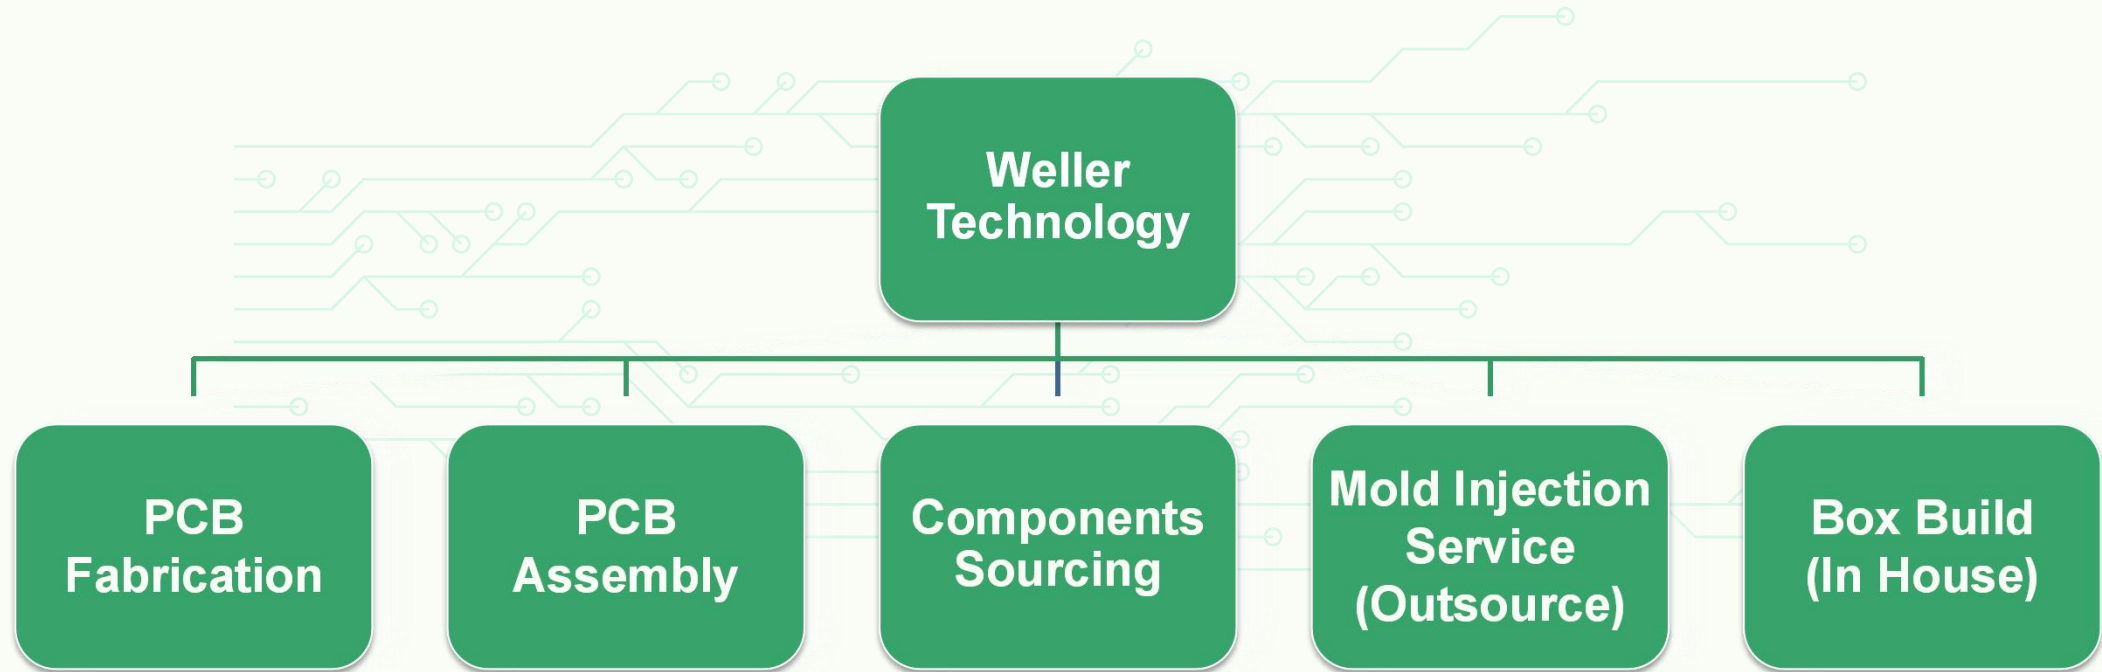 Weller
Technology
PCB
Fabrication
PCB
Assembly
Components
Sourcing
Mold Injection
Service
(Outsource)
Box Build
(In House)